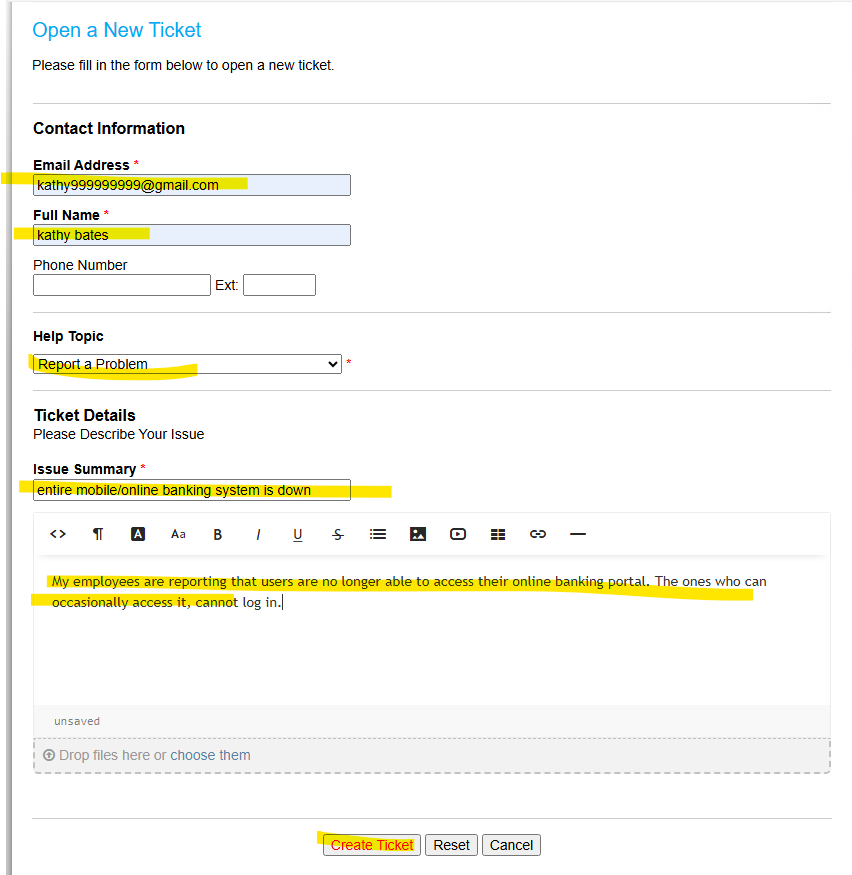 Open a New Ticket
Please fill in the form below to open a new ticket.
Contact Information
Email Address *
kathy999999999@gmail.com
Full Name *
kathy bates
Phone Number
Ext:
Help Topic
Report a Problem *
Ticket Details
Please Describe Your Issue
Issue Summary *
entire mobile/online banking system is down
<> ¶ A Aa B I U S
My employees are reporting that users are no longer able to access their online banking portal. The ones who can
occasionally access it, cannot log in.
unsaved
Drop files here or choose them
Create Ticket Reset Cancel